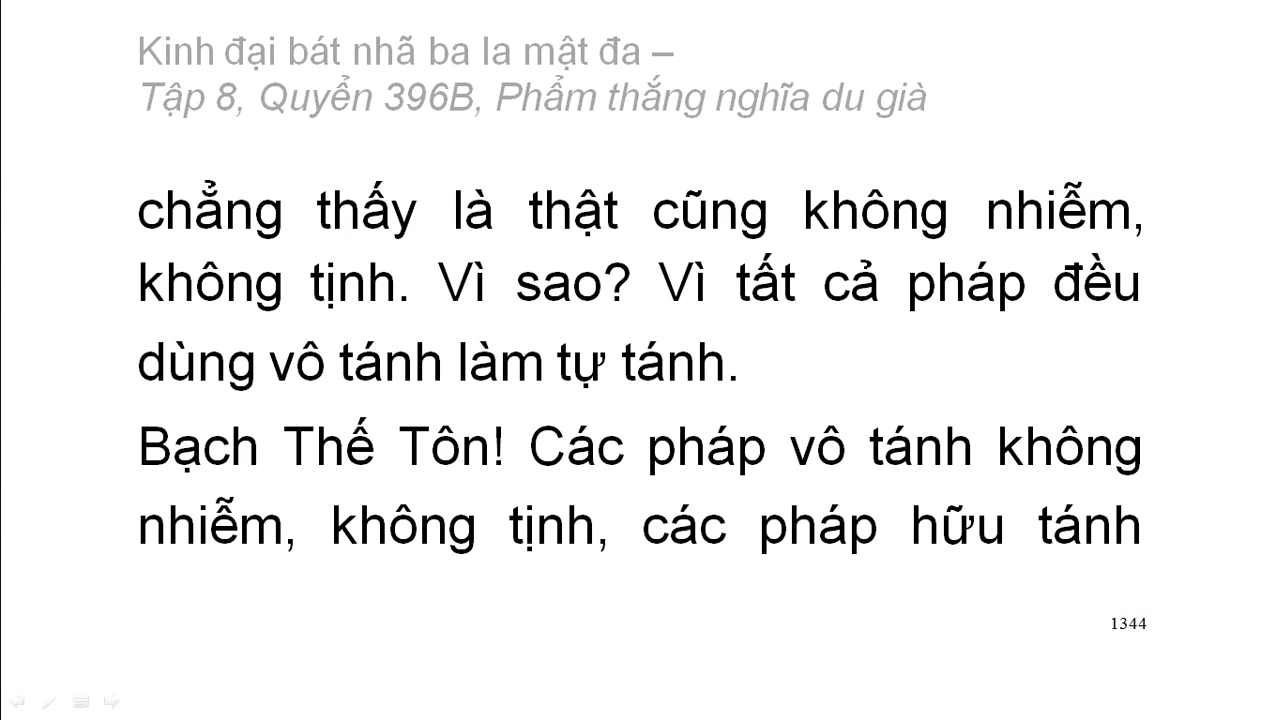 Kinh đại bát nhã ba la mật đa –
Tập 8, Quyển 396B, Phẩm thắng nghĩa du già
chẳng thấy là thật cũng không nhiễm,
không tịnh. Vì sao? Vì tất cả pháp đều
dùng vô tánh làm tự tánh.
Bạch Thế Tôn! Các pháp vô tánh không
nhiễm, không tịnh, các pháp hữu tánh
1344